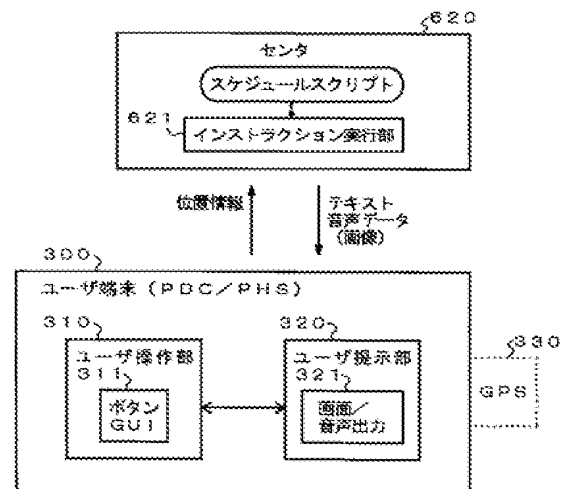 ６２０
センタ
スケジュールスクリプト
６２１
インストラクション実行部
位置情報
テキスト
音声データ
（画像）
３００
ユーザ端末（ＰＤＣ／ＰＨＳ）
３１０
３２０
３３０
ユーザ操作部
ユーザ提示部
３１１
３２１
ＧＰＳ
ボタン
ＧＵＩ
画面／
音声出力